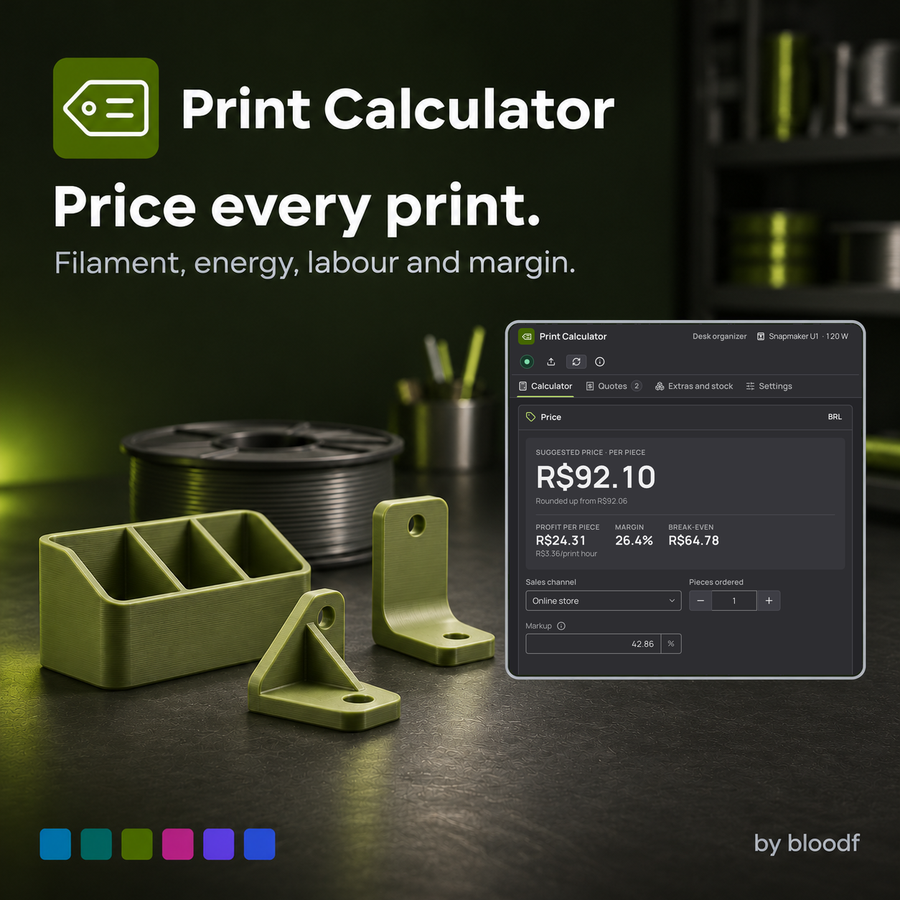 Print Calculator
Price every print.
Filament, energy, labour and margin.
Print Calculator
Desk organizer
Snapmaker U1 · 120 W
Calculator
Quotes 2
Extras and stock
Settings
Price
BRL
SUGGESTED PRICE · PER PIECE
R$92.10
Rounded up from R$92.06
PROFIT PER PIECE
R$24.31
R$3.36/print hour
MARGIN
26.4%
BREAK-EVEN
R$64.78
Sales channel
Online store
Pieces ordered
− 1 +
Markup
42.86 %
by bloodf